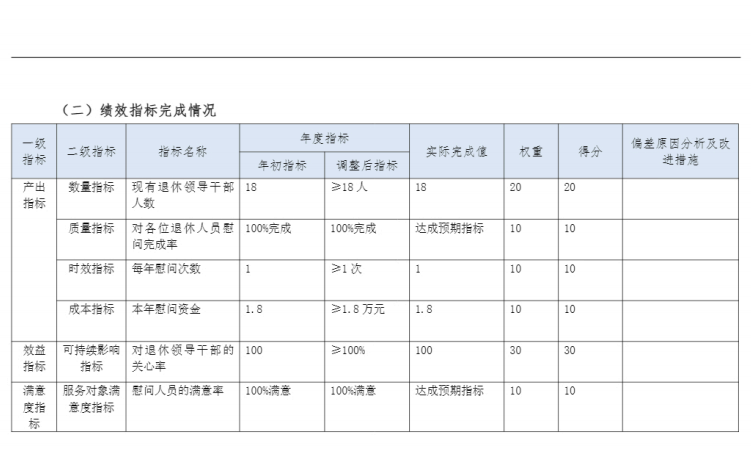 （二）绩效指标完成情况
一级指标 二级指标 指标名称 年度指标 实际完成值 权重 得分 偏差原因分析及改进措施
年初指标 调整后指标
产出指标 数量指标 现有退休领导干部人数 18 ≥18 人 18 20 20
质量指标 对各位退休人员慰问完成率 100%完成 100%完成 达成预期指标 10 10
时效指标 每年慰问次数 1 ≥1 次 1 10 10
成本指标 本年慰问资金 1.8 ≥1.8 万元 1.8 10 10
效益指标 可持续影响指标 对退休领导干部的关心率 100 ≥100% 100 30 30
满意度指标 服务对象满意度指标 慰问人员的满意率 100%满意 100%满意 达成预期指标 10 10